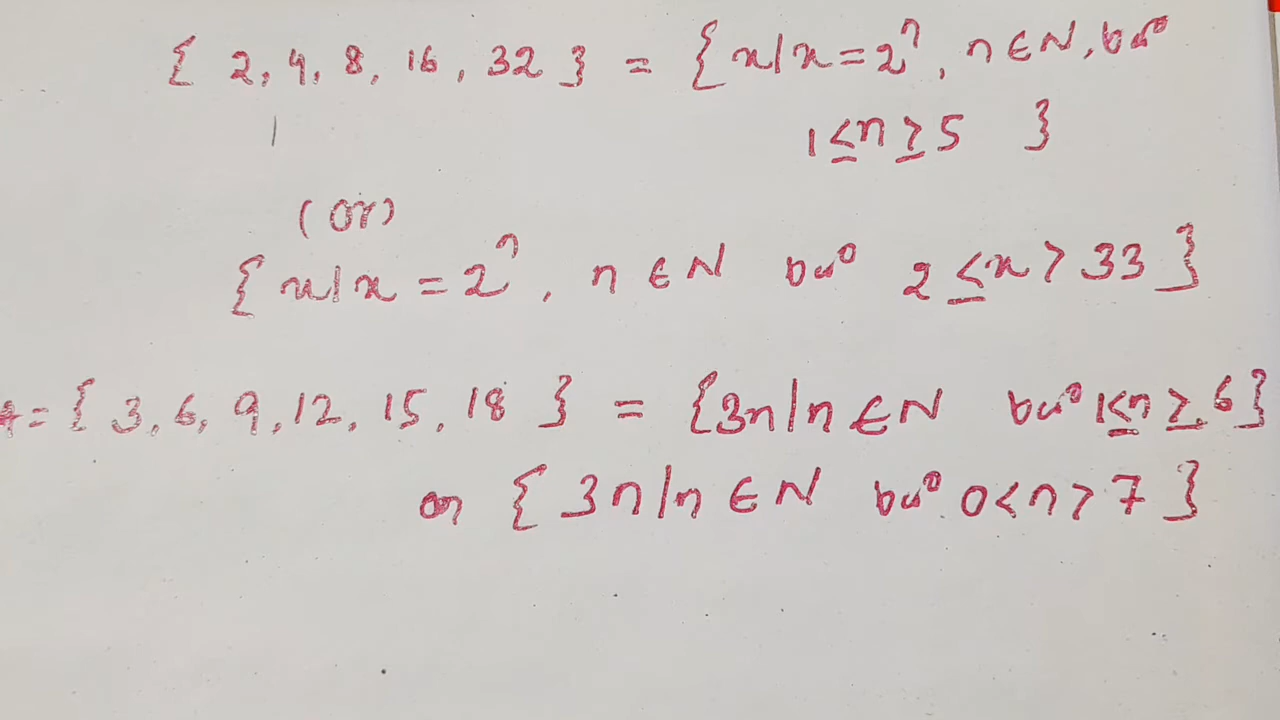 { 2, 4, 8, 16, 32 } = { x/x = 2ⁿ, n ∈ N,
1 ≤ n ≥ 5 }
(or)
{ x/x = 2ⁿ, n ∈ N 2 ≤ x > 33 }
= { 3, 6, 9, 12, 15, 18 } = {3n/n ∈ N 1 ≤ n ≥ 6}
or { 3n/n ∈ N 0 < n > 7 }